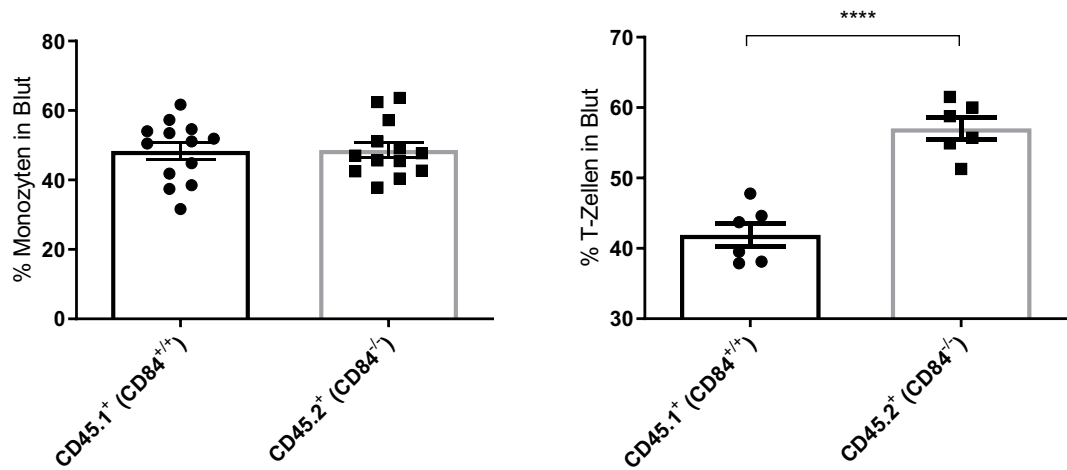 % Monozyten in Blut
80
60
40
20
0
CD45.1⁺ (CD84⁺/⁺)
CD45.2⁺ (CD84⁻/⁻)
****
% T-Zellen in Blut
70
60
50
40
30
CD45.1⁺ (CD84⁺/⁺)
CD45.2⁺ (CD84⁻/⁻)